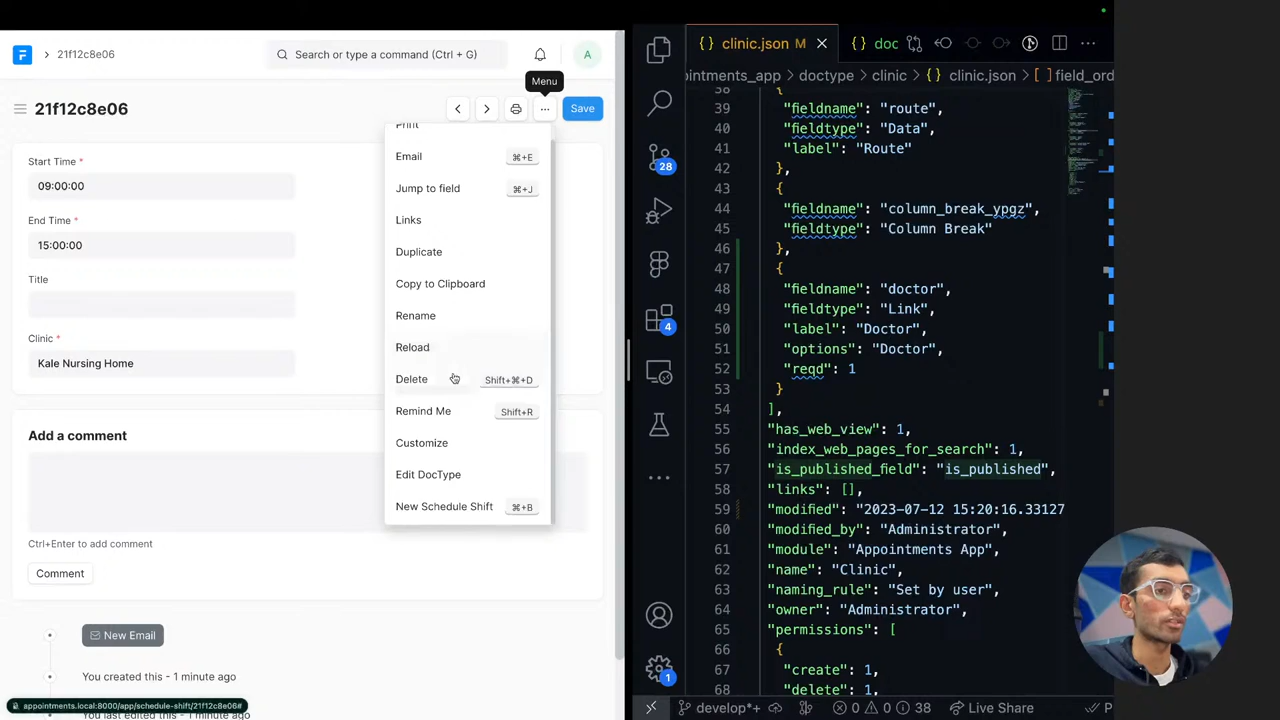 21f12c8e06
Search or type a command (Ctrl + G)
A
Menu
21f12c8e06
Save
Start Time *
09:00:00
End Time *
15:00:00
Title
Clinic *
Kale Nursing Home
Print
Email ⌘+E
Jump to field ⌘+J
Links
Duplicate
Copy to Clipboard
Rename
Reload
Delete Shift+⌘+D
Remind Me Shift+R
Customize
Edit DocType
New Schedule Shift ⌘+B
Add a comment
Ctrl+Enter to add comment
Comment
New Email
You created this - 1 minute ago
You last edited this - 1 minute ago
appointments.local:8000/app/schedule-shift/21f12c8e06#
28
4
1
{} clinic.json M
{} doc
ointments_app > doctype > clinic > {} clinic.json > [ ] field_ord
38 {
39 "fieldname": "route",
40 "fieldtype": "Data",
41 "label": "Route"
42 },
43 {
44 "fieldname": "column_break_ypgz",
45 "fieldtype": "Column Break"
46 },
47 {
48 "fieldname": "doctor",
49 "fieldtype": "Link",
50 "label": "Doctor",
51 "options": "Doctor",
52 "reqd": 1
53 }
54 ],
55 "has_web_view": 1,
56 "index_web_pages_for_search": 1,
57 "is_published_field": "is_published",
58 "links": [],
59 "modified": "2023-07-12 15:20:16.33127
60 "modified_by": "Administrator",
61 "module": "Appointments App",
62 "name": "Clinic",
63 "naming_rule": "Set by user",
64 "owner": "Administrator",
65 "permissions": [
66 {
67 "create": 1,
68 "delete": 1,
develop*+ 0 0 38 Live Share P